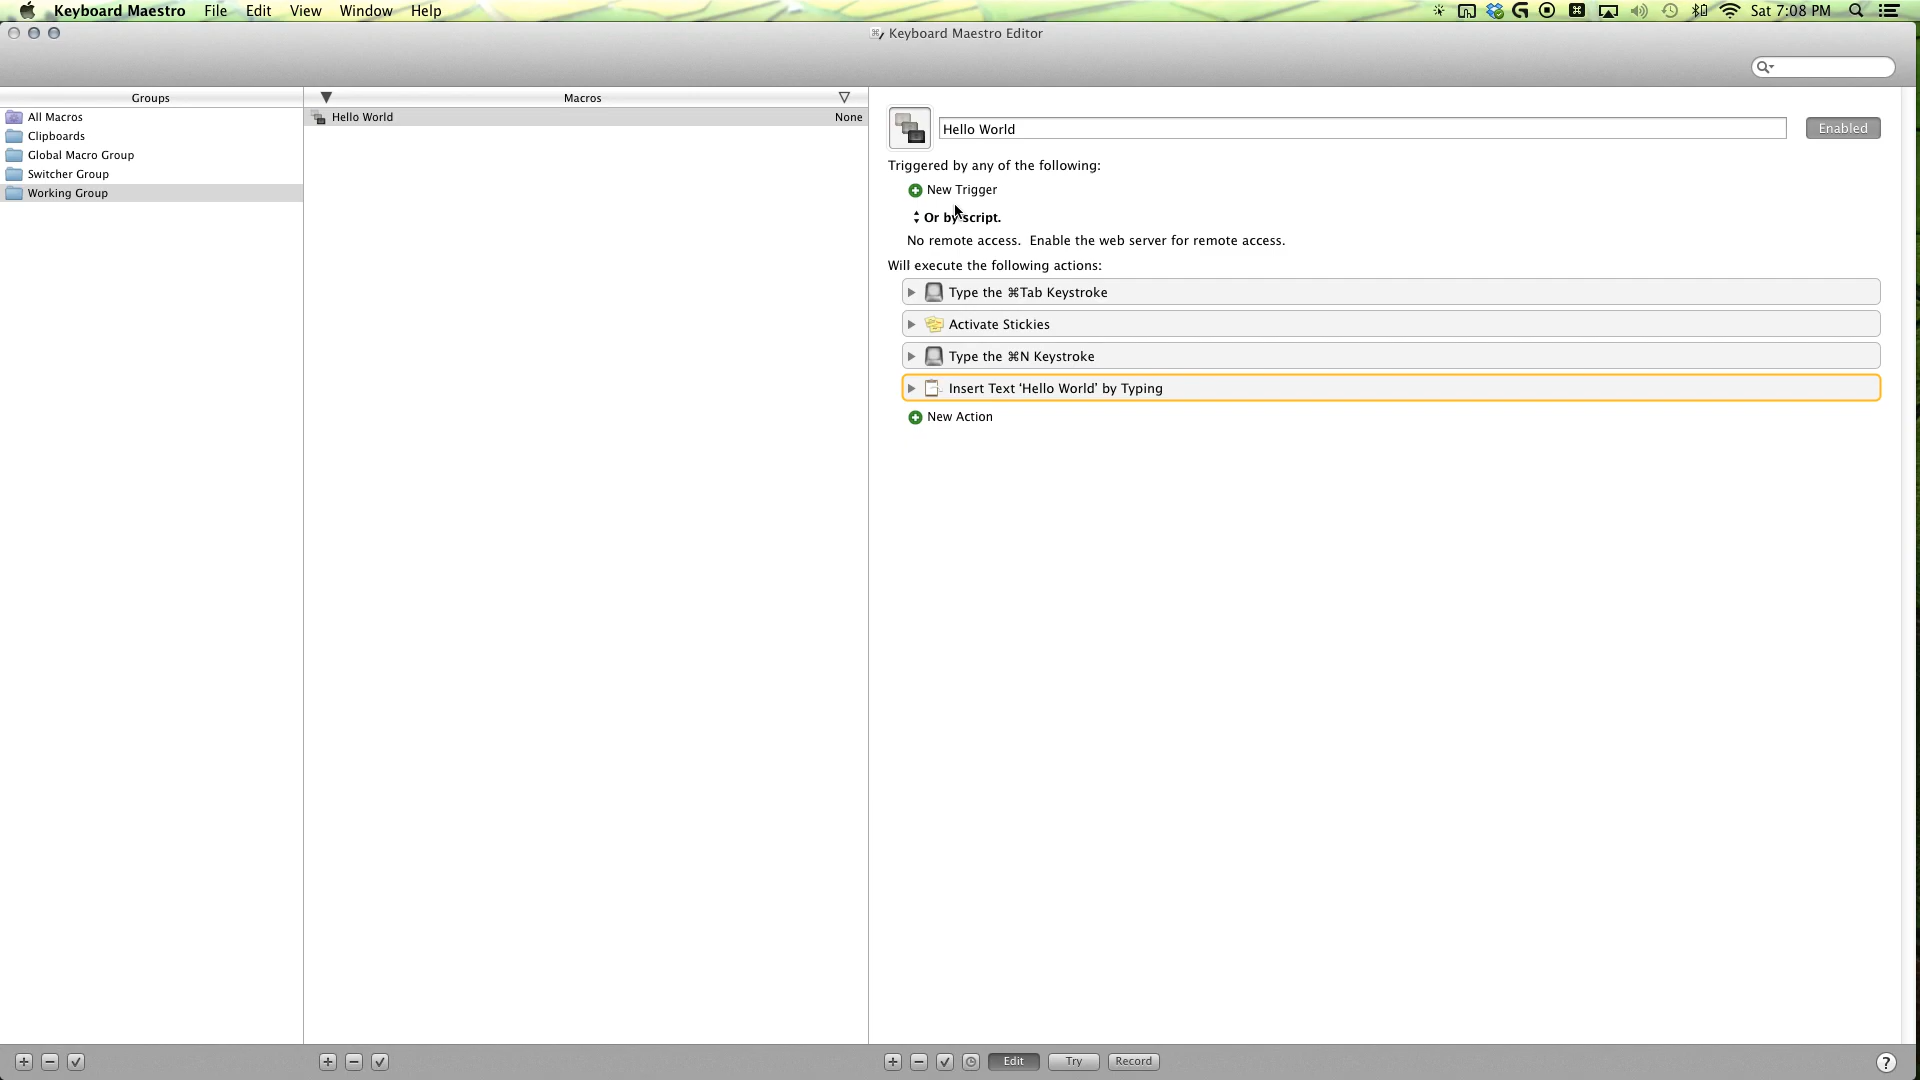 Keyboard Maestro File Edit View Window Help Sat 7:08 PM
Keyboard Maestro Editor
Groups
All Macros
Clipboards
Global Macro Group
Switcher Group
Working Group
Macros
Hello World None
Hello World Enabled
Triggered by any of the following:
New Trigger
Or by script.
No remote access. Enable the web server for remote access.
Will execute the following actions:
Type the ⌘Tab Keystroke
Activate Stickies
Type the ⌘N Keystroke
Insert Text ‘Hello World’ by Typing
New Action
Edit Try Record ?